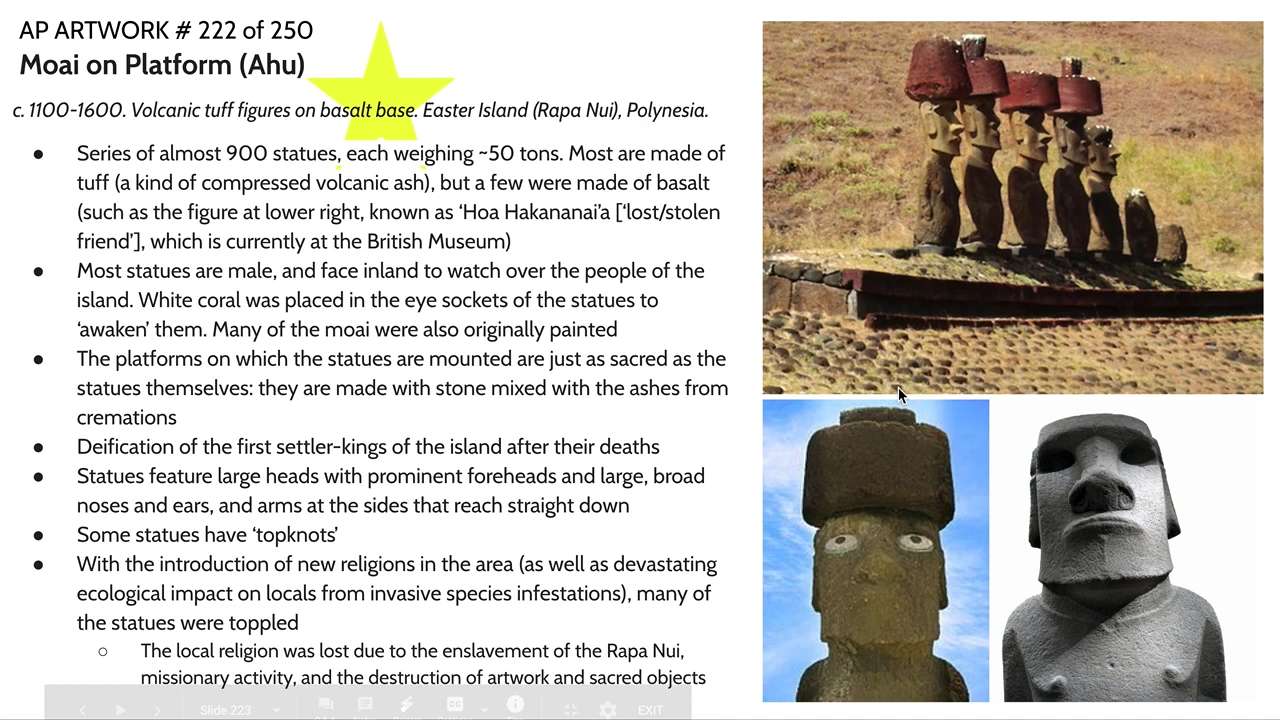 AP ARTWORK # 222 of 250
Moai on Platform (Ahu)
c. 1100-1600. Volcanic tuff figures on basalt base. Easter Island (Rapa Nui), Polynesia.
● Series of almost 900 statues, each weighing ~50 tons. Most are made of
tuff (a kind of compressed volcanic ash), but a few were made of basalt
(such as the figure at lower right, known as ‘Hoa Hakananai’a [‘lost/stolen
friend’], which is currently at the British Museum)
● Most statues are male, and face inland to watch over the people of the
island. White coral was placed in the eye sockets of the statues to
‘awaken’ them. Many of the moai were also originally painted
● The platforms on which the statues are mounted are just as sacred as the
statues themselves: they are made with stone mixed with the ashes from
cremations
● Deification of the first settler-kings of the island after their deaths
● Statues feature large heads with prominent foreheads and large, broad
noses and ears, and arms at the sides that reach straight down
● Some statues have ‘topknots’
● With the introduction of new religions in the area (as well as devastating
ecological impact on locals from invasive species infestations), many of
the statues were toppled
○ The local religion was lost due to the enslavement of the Rapa Nui,
missionary activity, and the destruction of artwork and sacred objects
Slide 223
EXIT